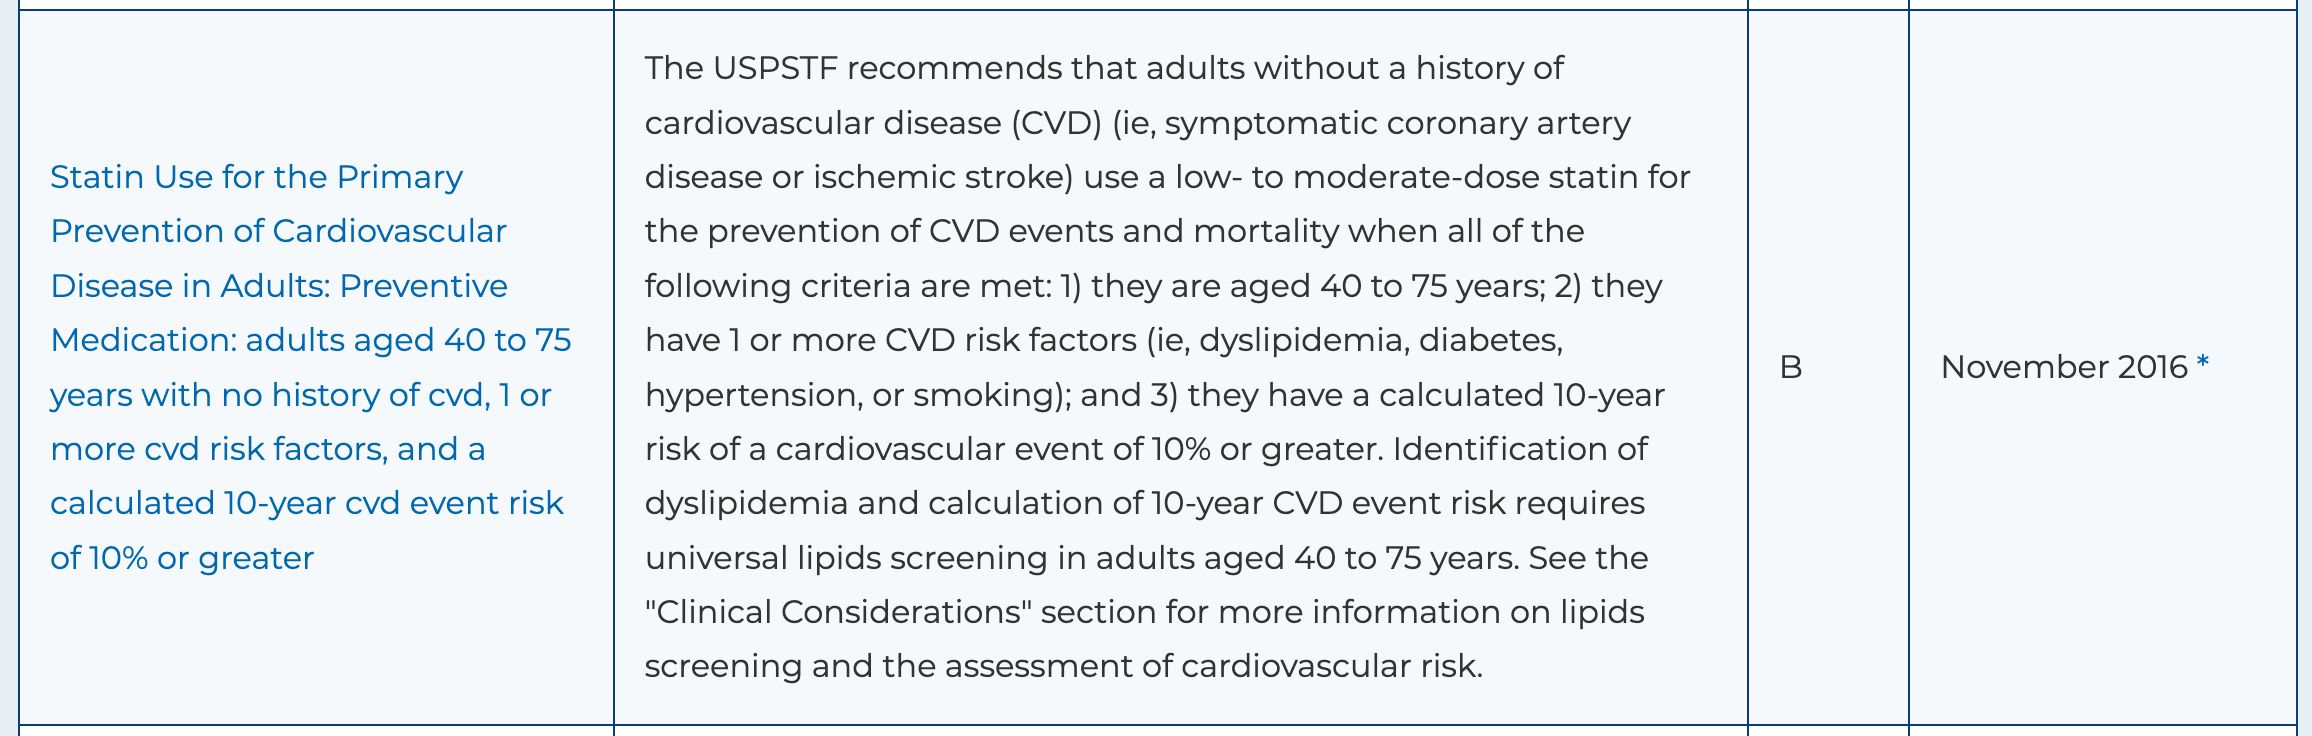 Statin Use for the Primary
Prevention of Cardiovascular
Disease in Adults: Preventive
Medication: adults aged 40 to 75
years with no history of cvd, 1 or
more cvd risk factors, and a
calculated 10-year cvd event risk
of 10% or greater
The USPSTF recommends that adults without a history of
cardiovascular disease (CVD) (ie, symptomatic coronary artery
disease or ischemic stroke) use a low- to moderate-dose statin for
the prevention of CVD events and mortality when all of the
following criteria are met: 1) they are aged 40 to 75 years; 2) they
have 1 or more CVD risk factors (ie, dyslipidemia, diabetes,
hypertension, or smoking); and 3) they have a calculated 10-year
risk of a cardiovascular event of 10% or greater. Identification of
dyslipidemia and calculation of 10-year CVD event risk requires
universal lipids screening in adults aged 40 to 75 years. See the
"Clinical Considerations" section for more information on lipids
screening and the assessment of cardiovascular risk.
B
November 2016 *